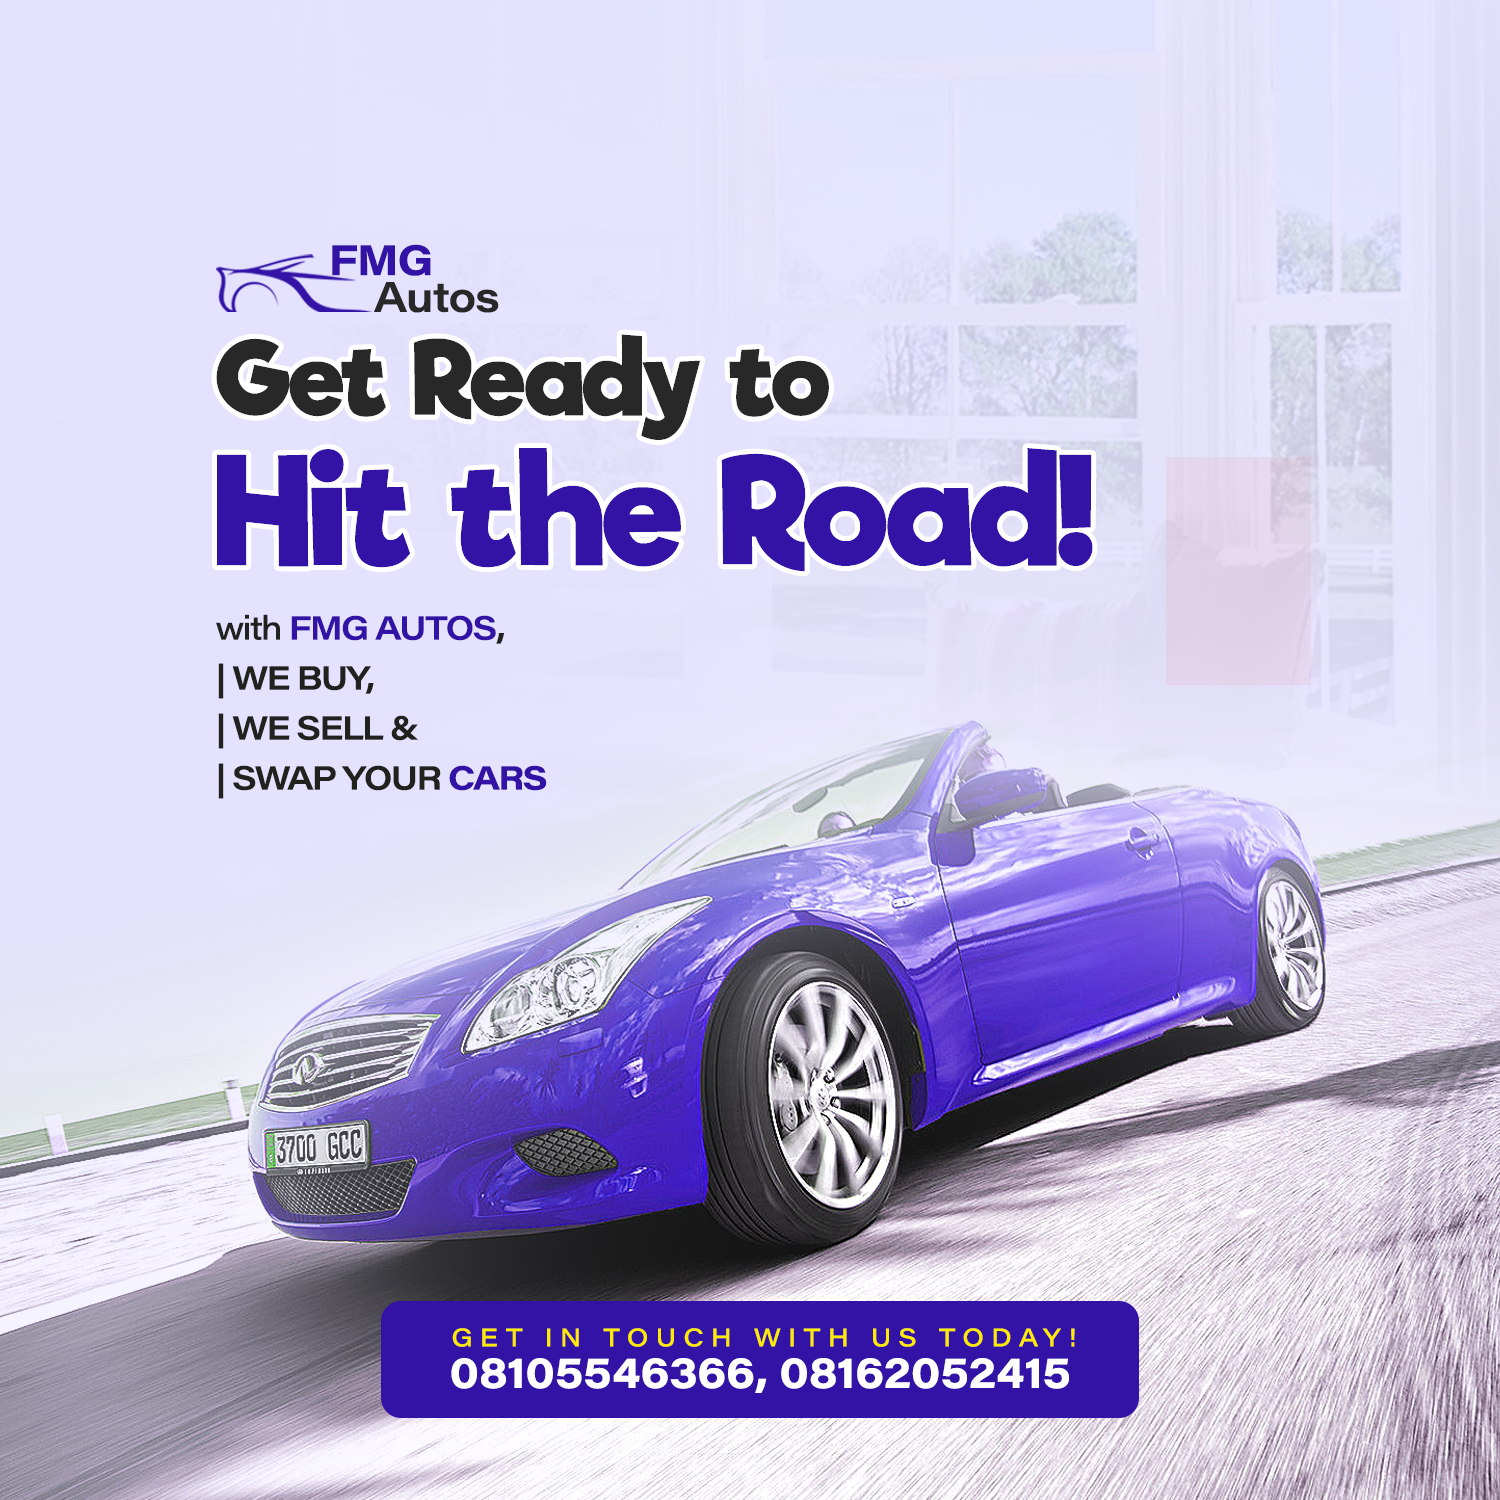 FMG
Autos
Get Ready to
Hit the Road!
with FMG AUTOS,
| WE BUY,
| WE SELL &
| SWAP YOUR CARS
3700 GCC
GET IN TOUCH WITH US TODAY!
08105546366, 08162052415